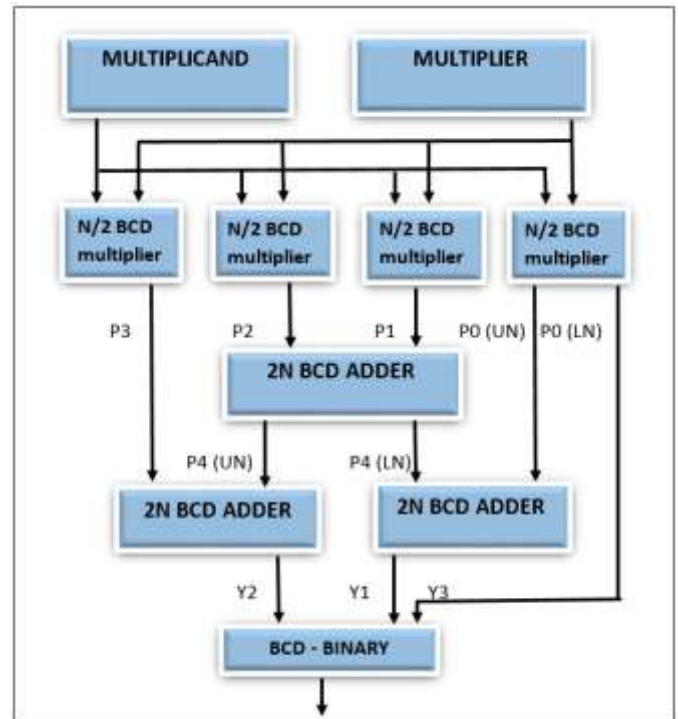 MULTIPLICAND
MULTIPLIER
N/2 BCD
multiplier
N/2 BCD
multiplier
N/2 BCD
multiplier
N/2 BCD
multiplier
P3
P2
P1
P0 (UN)
P0 (LN)
2N BCD ADDER
P4 (UN)
P4 (LN)
2N BCD ADDER
2N BCD ADDER
Y2
Y1
Y3
BCD - BINARY